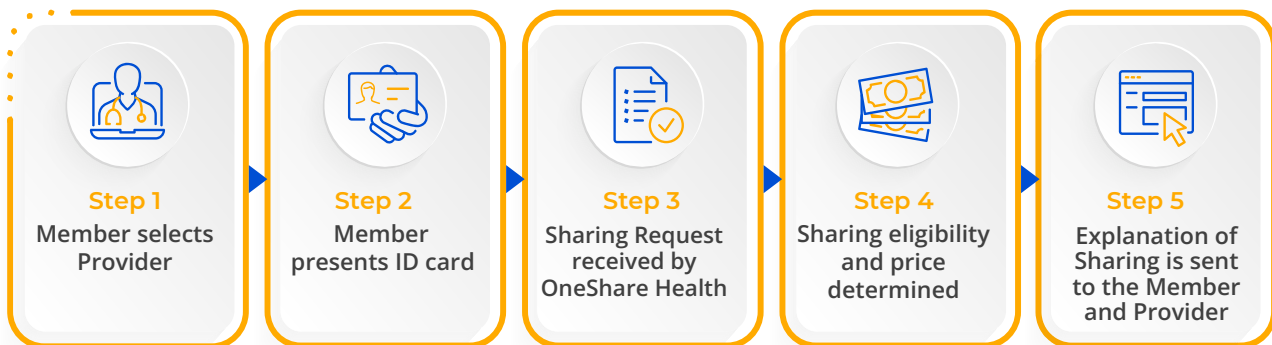 Step 1
Member selects
Provider
Step 2
Member
presents ID card
Step 3
Sharing Request
received by
OneShare Health
Step 4
Sharing eligibility
and price
determined
Step 5
Explanation of
Sharing is sent
to the Member
and Provider